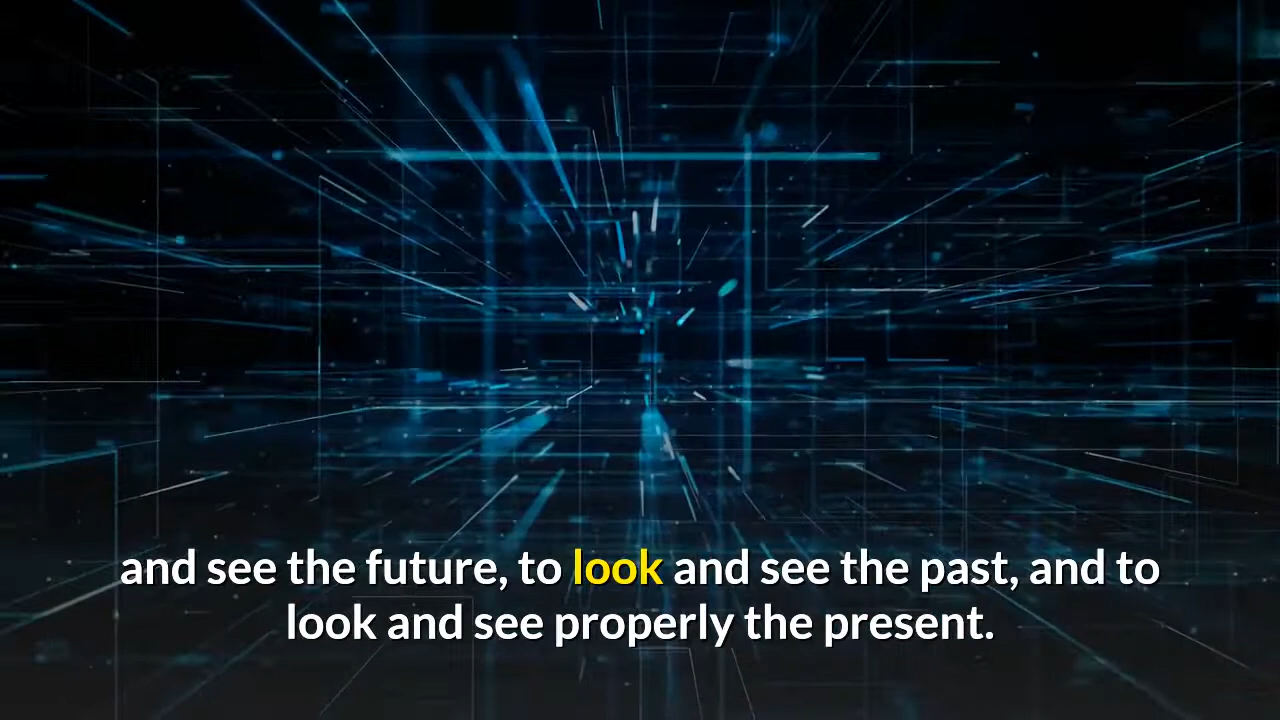 and see the future, to look and see the past, and to
look and see properly the present.